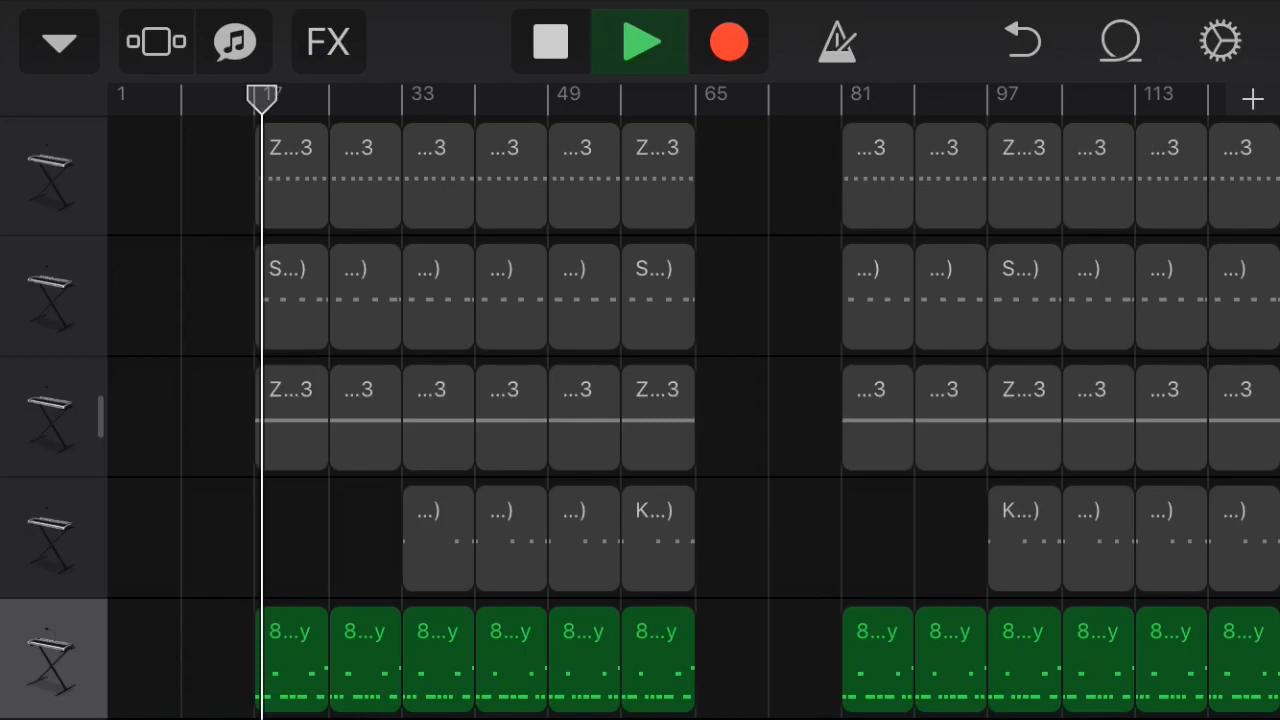 FX
1 17 33 49 65 81 97 113
Z...3 ...3 ...3 ...3 ...3 Z...3 ...3 ...3 Z...3 ...3 ...3 ...3
S...) ...) ...) ...) ...) S...) ...) ...) S...) ...) ...) ...)
Z...3 ...3 ...3 ...3 ...3 Z...3 ...3 ...3 Z...3 ...3 ...3 ...3
...) ...) ...) K...) K...) ...) ...) ...)
8...y 8...y 8...y 8...y 8...y 8...y 8...y 8...y 8...y 8...y 8...y 8...y